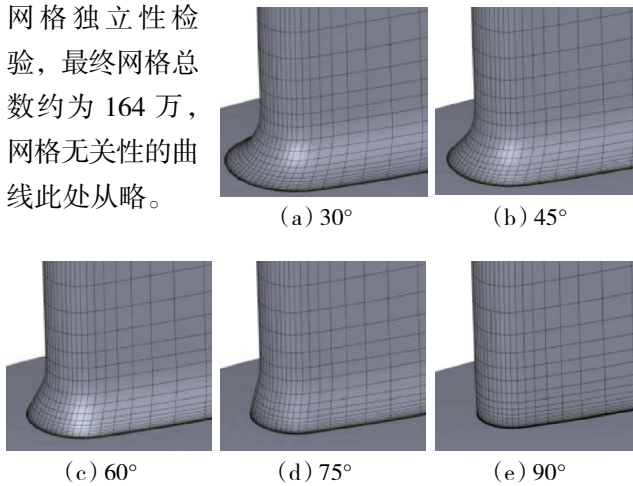 网格独立性检
验，最终网格总
数约为 164 万，
网格无关性的曲
线此处从略。
（a）30°
（b）45°
（c）60°
（d）75°
（e）90°